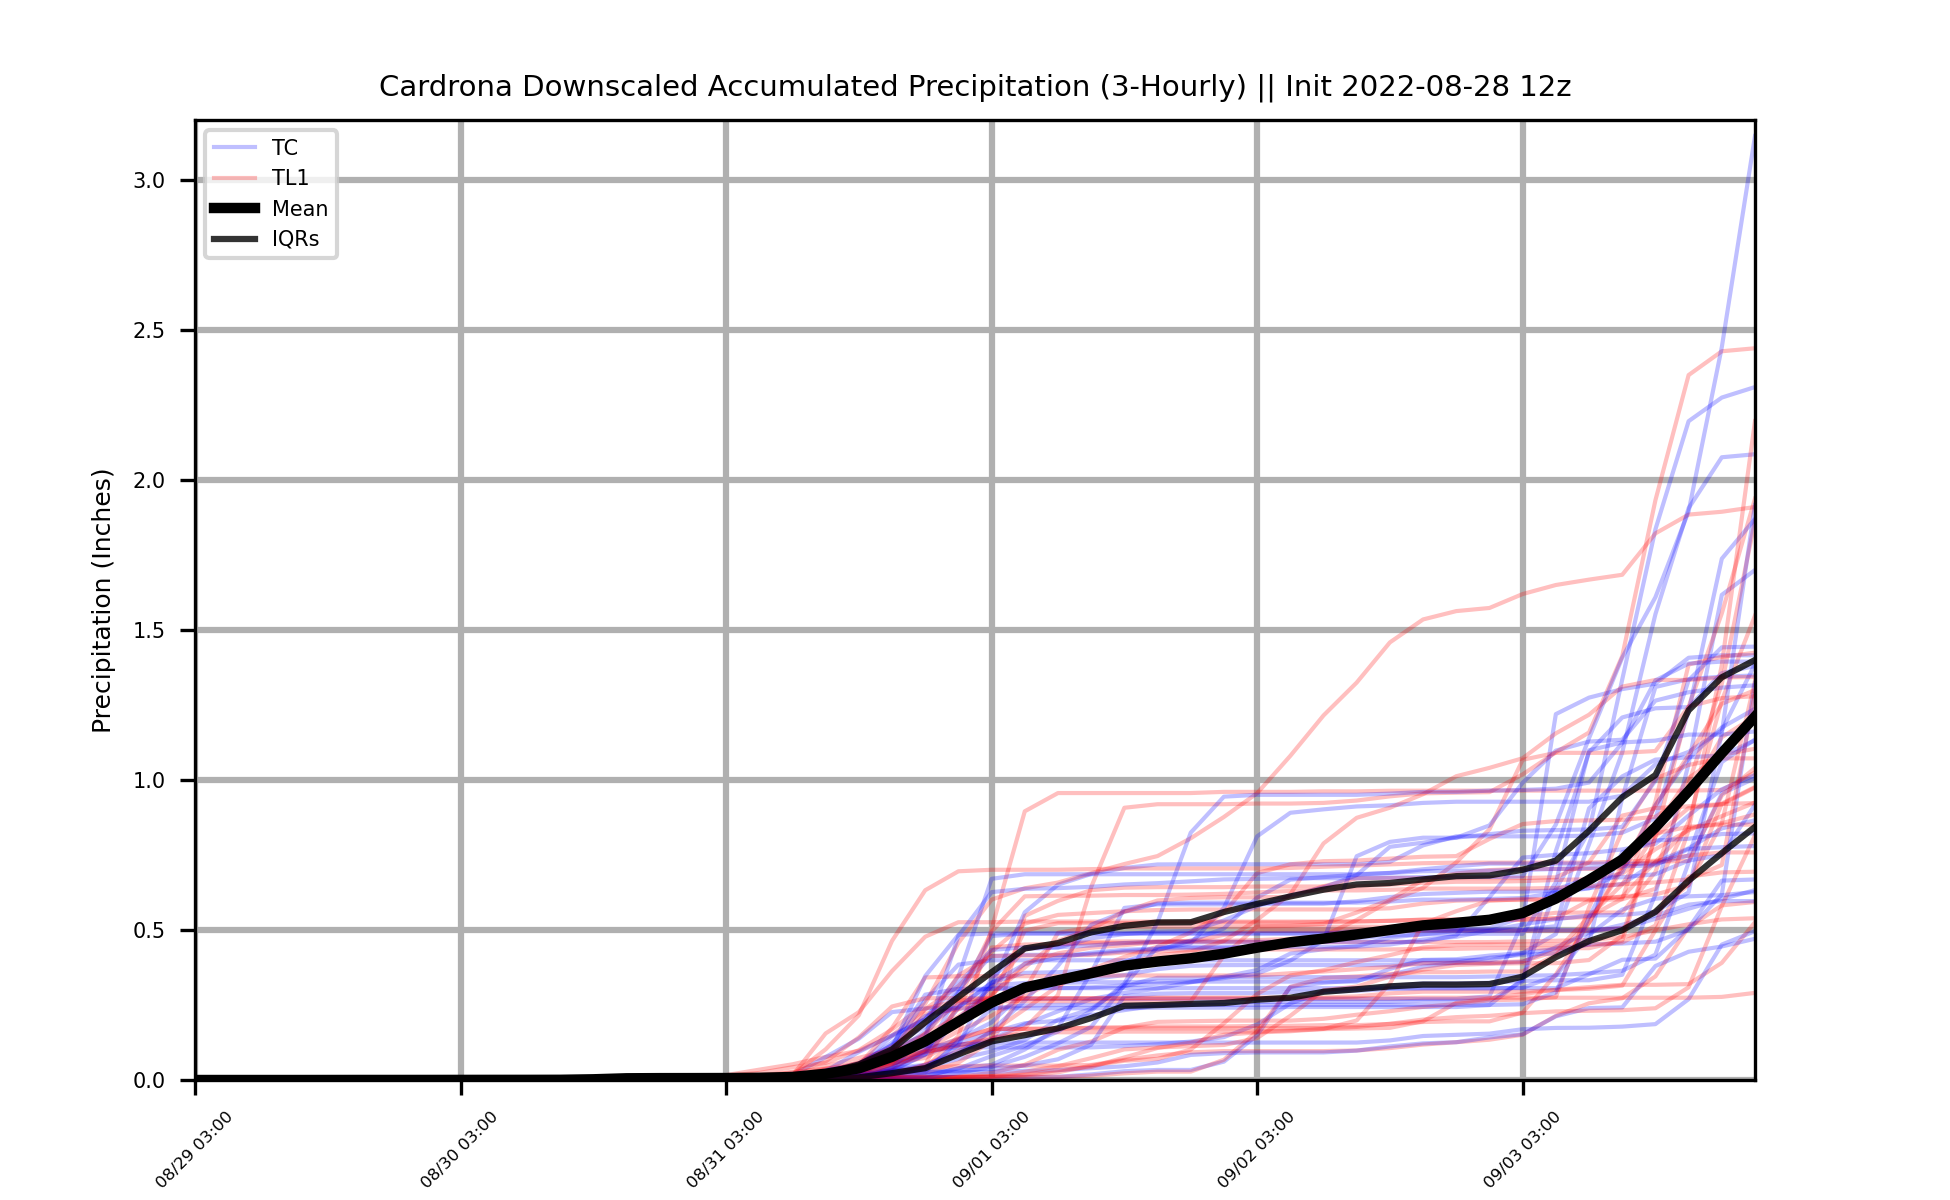 Cardrona Downscaled Accumulated Precipitation (3-Hourly) || Init 2022-08-28 12z
TC
TL1
Mean
IQRs
Precipitation (Inches)
3.0
2.5
2.0
1.5
1.0
0.5
0.0
08/29 03:00
08/30 03:00
08/31 03:00
09/01 03:00
09/02 03:00
09/03 03:00